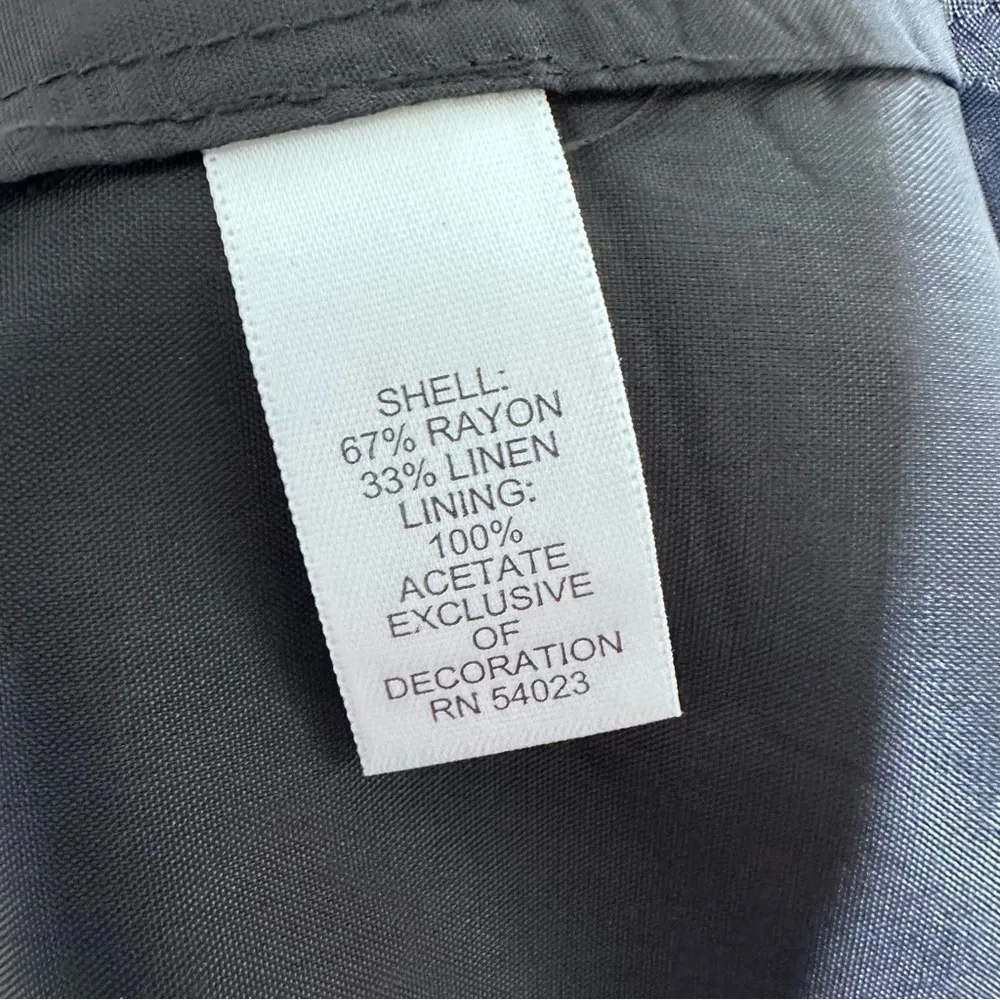 SHELL:
67% RAYON
33% LINEN
LINING:
100%
ACETATE
EXCLUSIVE
OF
DECORATION
RN 54023